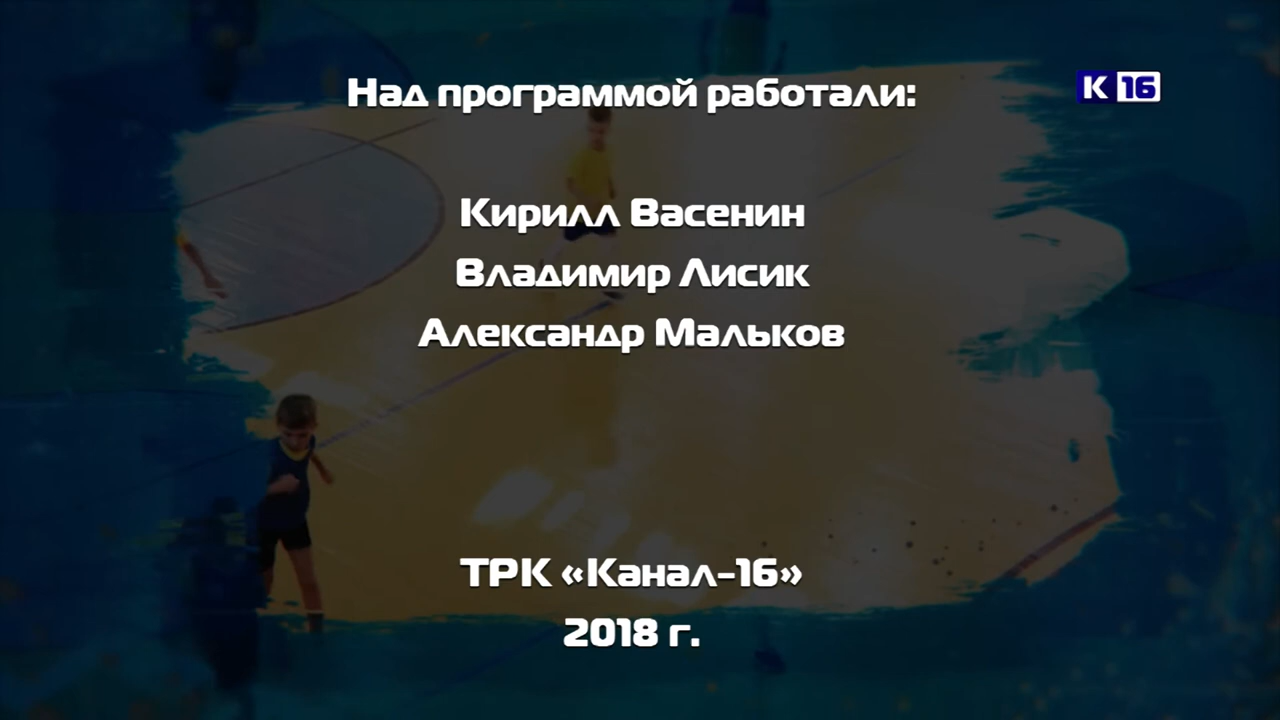 Над программой работали:
К 16
Кирилл Васенин
Владимир Лисик
Александр Мальков
ТРК «Канал-16»
2018 г.